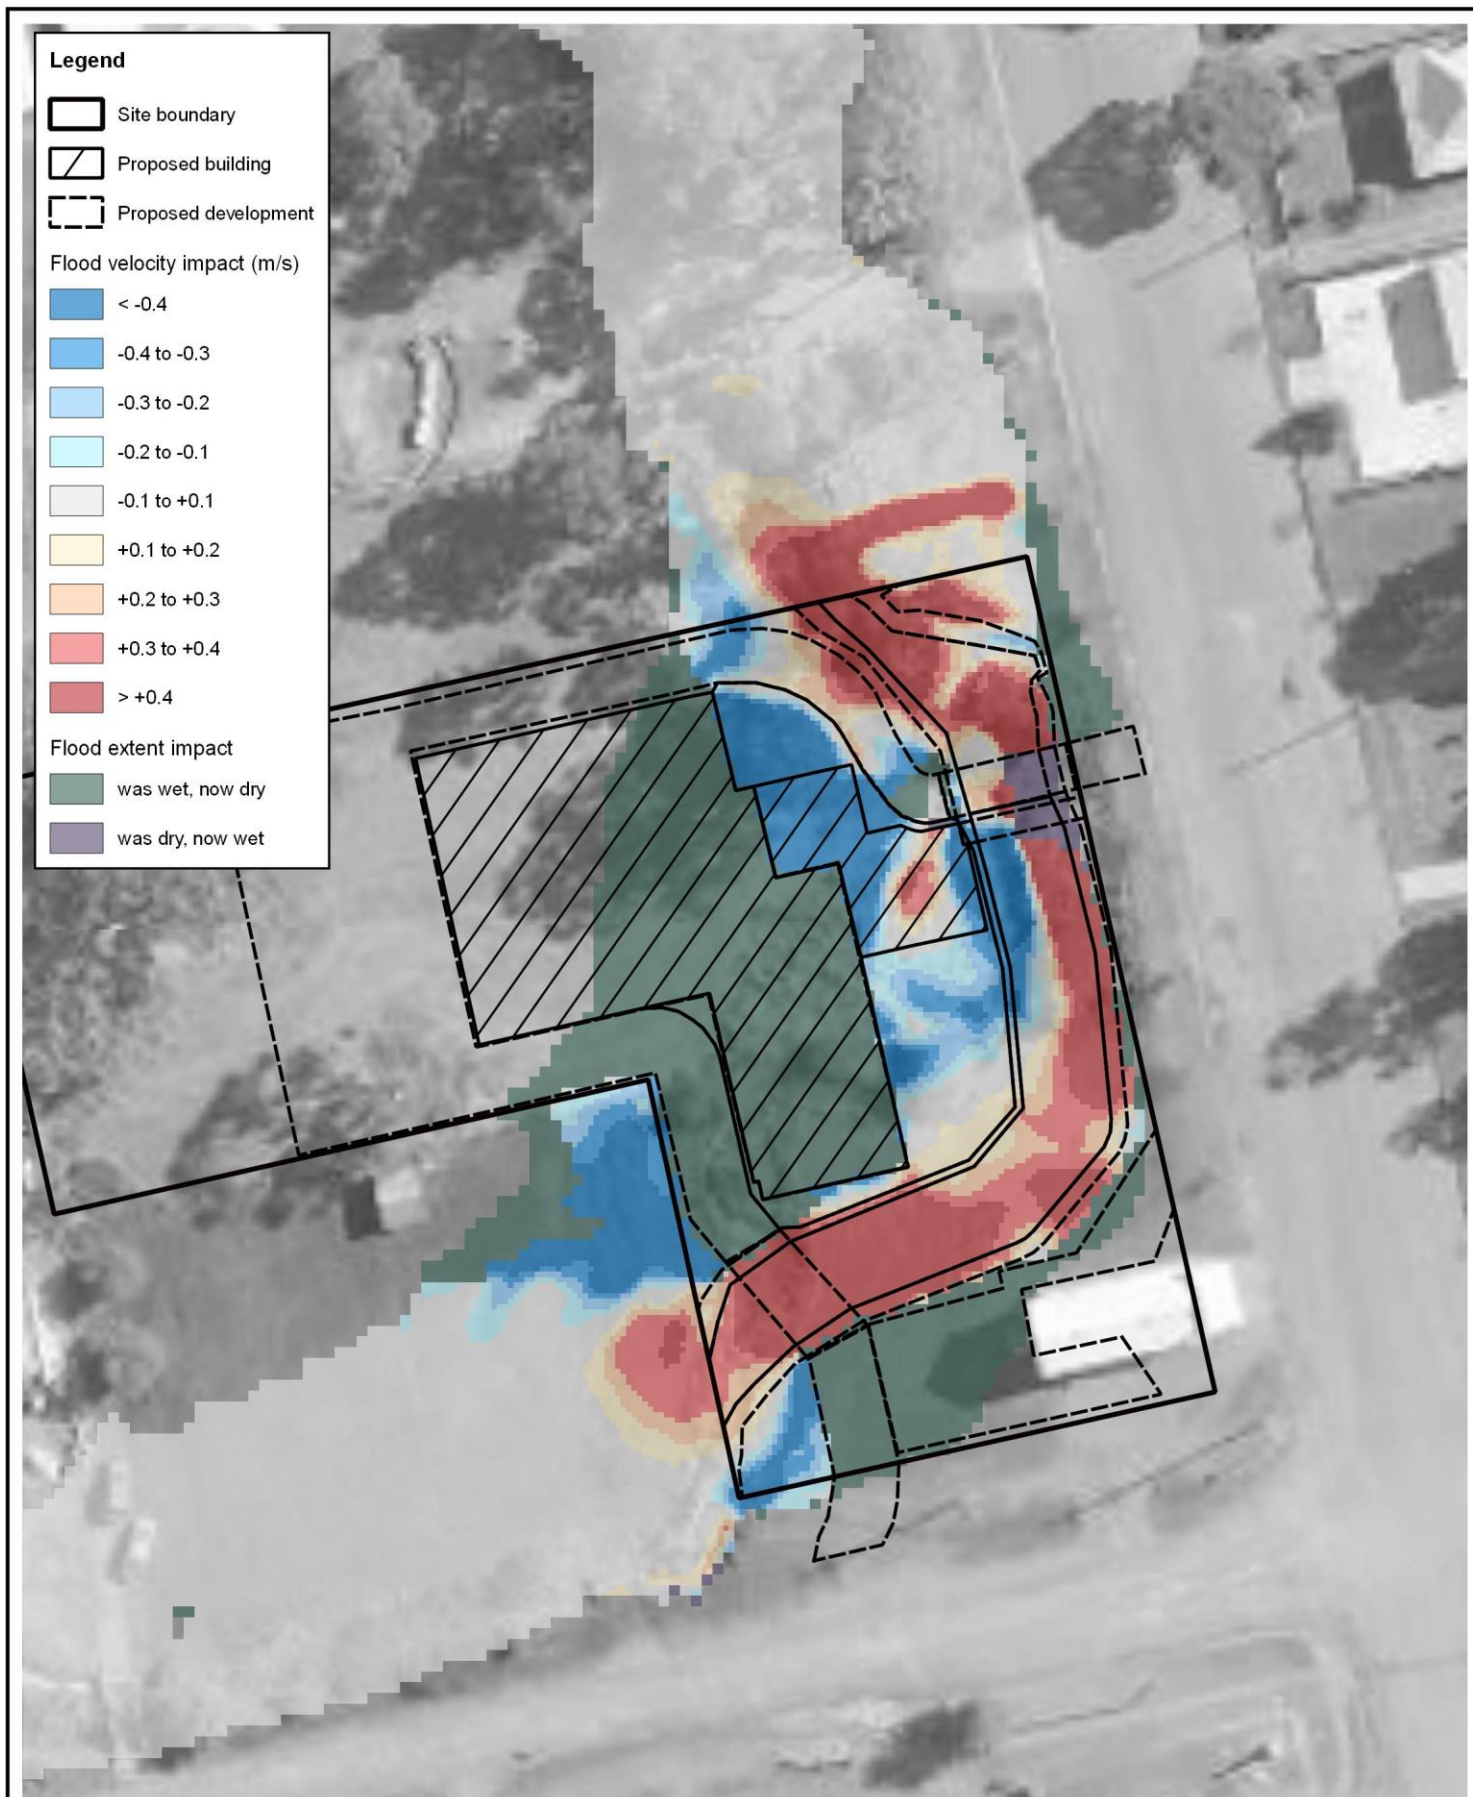 Legend
Site boundary
Proposed building
Proposed development
Flood velocity impact (m/s)
< -0.4
-0.4 to -0.3
-0.3 to -0.2
-0.2 to -0.1
-0.1 to +0.1
+0.1 to +0.2
+0.2 to +0.3
+0.3 to +0.4
> +0.4
Flood extent impact
was wet, now dry
was dry, now wet